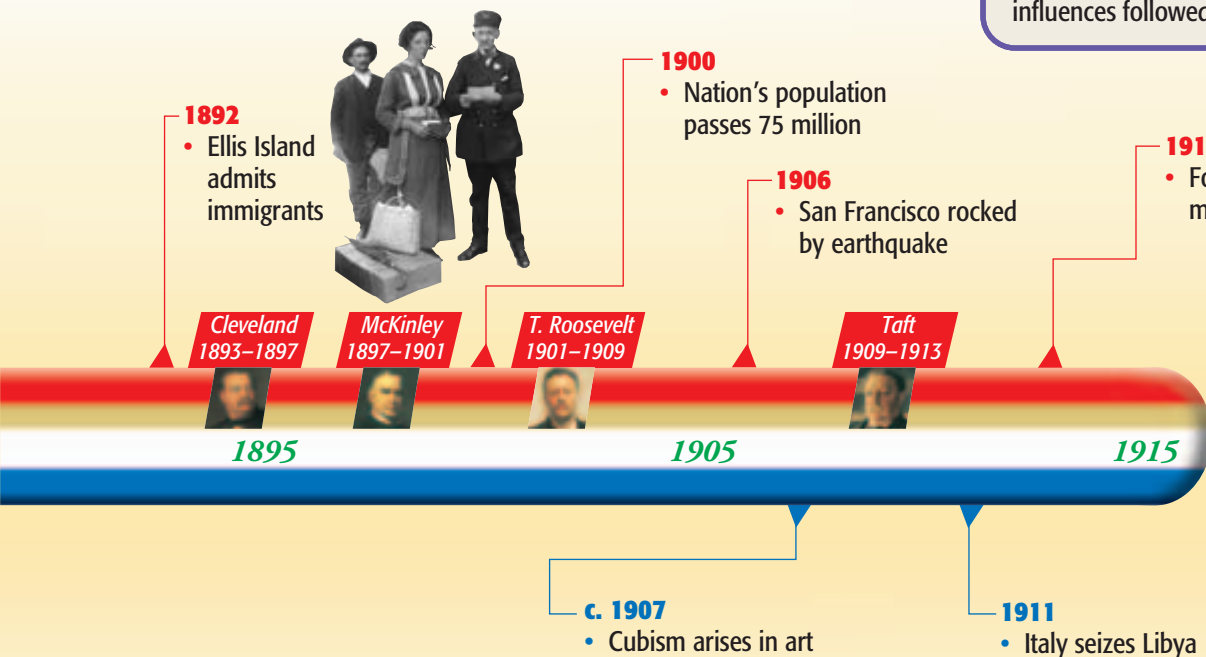 influences followed
1892
• Ellis Island
admits
immigrants
1900
• Nation's population
passes 75 million
1906
• San Francisco rocked
by earthquake
Cleveland
1893–1897
McKinley
1897–1901
T. Roosevelt
1901–1909
Taft
1909–1913
1895
1905
1915
c. 1907
• Cubism arises in art
1911
• Italy seizes Libya